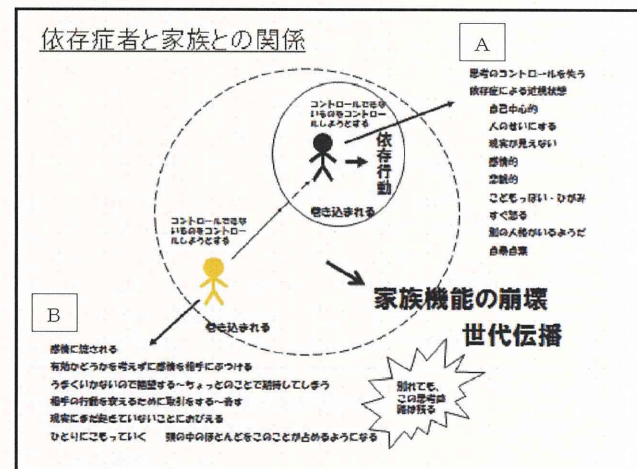 依存症者と家族との関係
A
思考のコントロールを失う
依存症による近視状態
自己中心的
人のせいにする
現実が見えない
感情的
悲観的
こどもっぽい・ひがみ
すぐ怒る
別の人格がいるようだ
自暴自棄
コントロールできな
いものをコントロー
ルしようとする
依存行動
巻き込まれる
コントロールできな
いものをコントロー
ルしようとする
巻き込まれる
家族機能の崩壊
世代伝播
B
感情に
される
有効かどうかを考えずに感情を相手にぶつける
うまくいかないので絶望する～ちょっとのことで期待してしまう
相手の行動を変えるために取引をする～脅す
現実にまだ起きていないことにおびえる
ひとりにこもっていく 頭の中のほとんどをこのことが占めるようになる
別れても、
この思考
路は残る